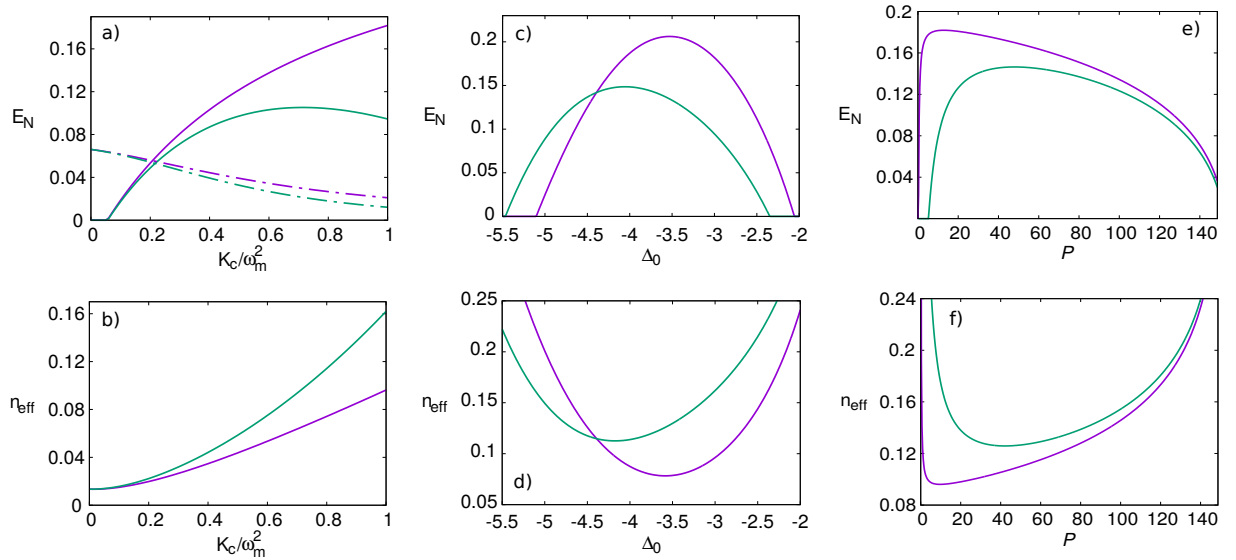 a)
E_N
0.16
0.12
0.08
0.04
0
0 0.2 0.4 0.6 0.8 1
K_c/ω_m^2
c)
E_N
0.2
0.15
0.1
0.05
0
-5.5 -5 -4.5 -4 -3.5 -3 -2.5 -2
Δ_0
e)
E_N
0.2
0.16
0.12
0.08
0.04
0 20 40 60 80 100 120 140
P
b)
n_eff
0.16
0.12
0.08
0.04
0
0 0.2 0.4 0.6 0.8 1
K_c/ω_m^2
d)
n_eff
0.25
0.2
0.15
0.1
0.05
-5.5 -5 -4.5 -4 -3.5 -3 -2.5 -2
Δ_0
f)
n_eff
0.24
0.2
0.16
0.12
0.08
0 20 40 60 80 100 120 140
P